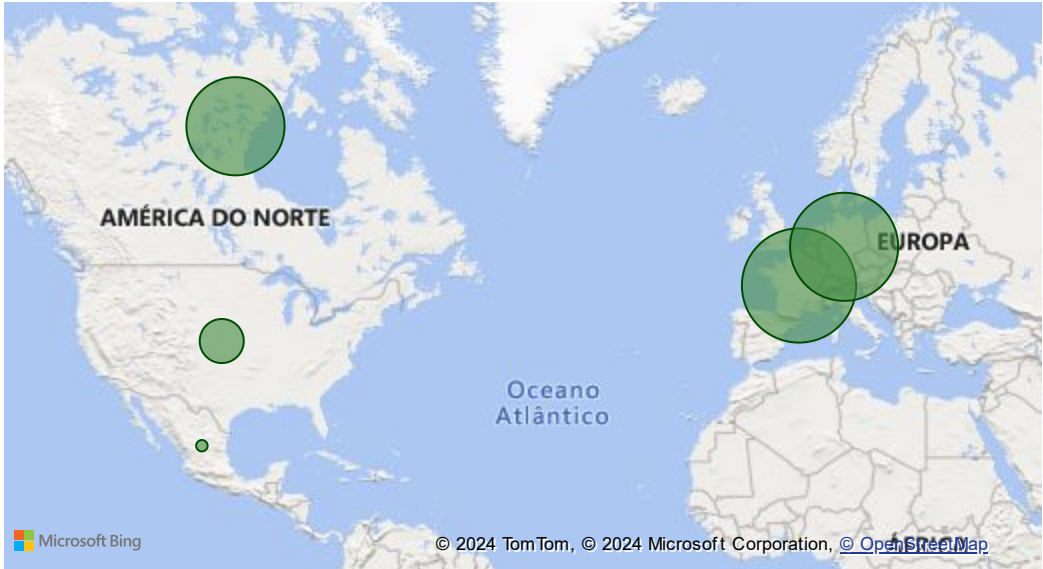 AMÉRICA DO NORTE
EUROPA
Oceano
Atlântico
Microsoft Bing
© 2024 TomTom, © 2024 Microsoft Corporation, © OpenStreetMap